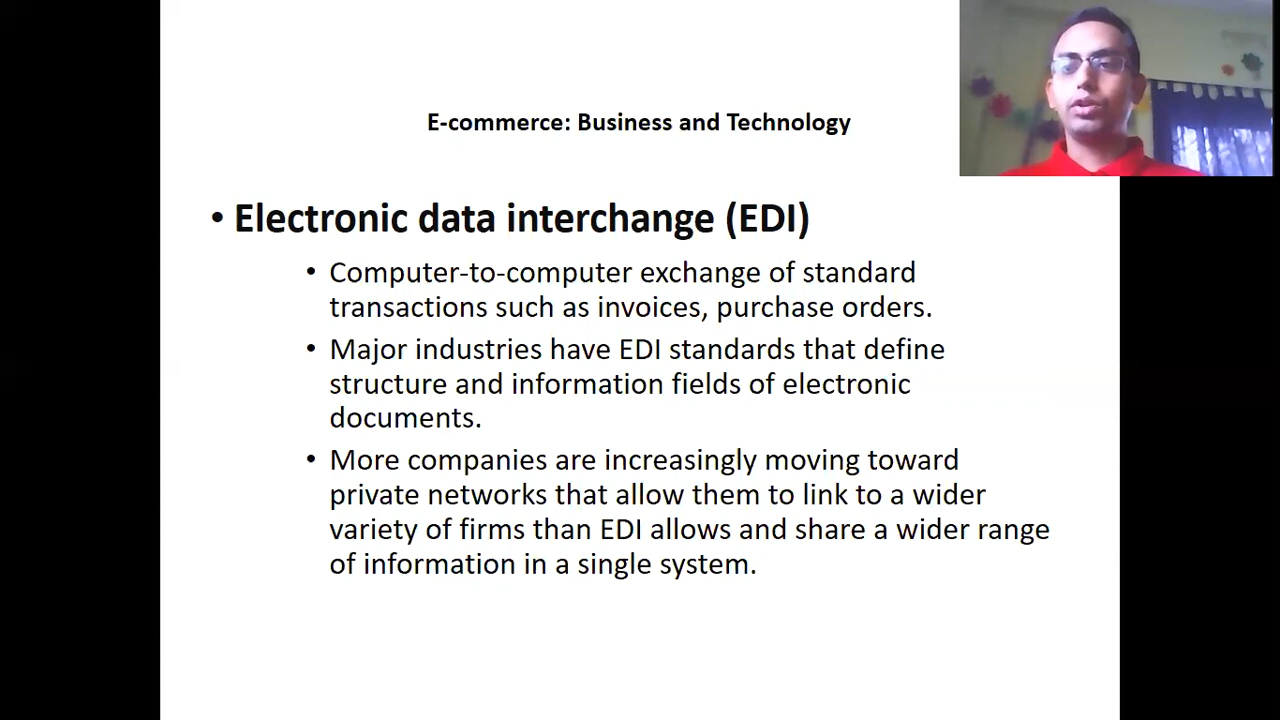 E-commerce: Business and Technology
• Electronic data interchange (EDI)
• Computer-to-computer exchange of standard
transactions such as invoices, purchase orders.
• Major industries have EDI standards that define
structure and information fields of electronic
documents.
• More companies are increasingly moving toward
private networks that allow them to link to a wider
variety of firms than EDI allows and share a wider range
of information in a single system.